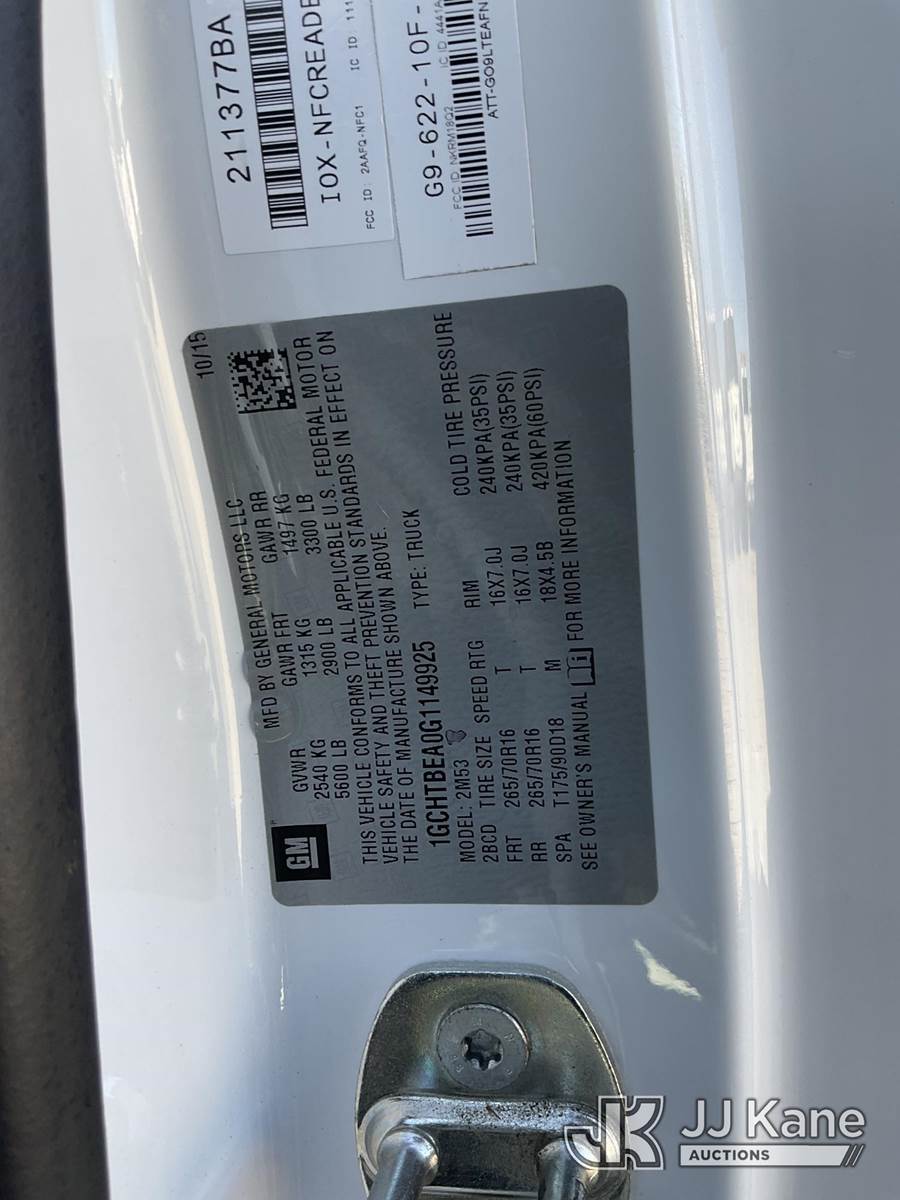 211377BA
IOX-NFCREADE
FCC ID: 2AAFQ-NFC1 IC ID: 111
G9-622-10F-
FCC ID NKRM18Q2 IC ID 4441A
ATT-GO9LTEAFN
10/15
MFD BY GENERAL MOTORS LLC
GM
GVWR GAWR FRT GAWR RR
2540 KG 1315 KG 1497 KG
5600 LB 2900 LB 3300 LB
THIS VEHICLE CONFORMS TO ALL APPLICABLE U.S. FEDERAL MOTOR
VEHICLE SAFETY AND THEFT PREVENTION STANDARDS IN EFFECT ON
THE DATE OF MANUFACTURE SHOWN ABOVE.
1GCHTBEA0G1149925 TYPE: TRUCK
MODEL: 2M53
2BCD TIRE SIZE SPEED RTG RIM COLD TIRE PRESSURE
FRT 265/70R16 T 16X7.0J 240KPA(35PSI)
RR 265/70R16 T 16X7.0J 240KPA(35PSI)
SPA T175/90D18 M 18X4.5B 420KPA(60PSI)
SEE OWNER'S MANUAL FOR MORE INFORMATION
JK JJ Kane
AUCTIONS